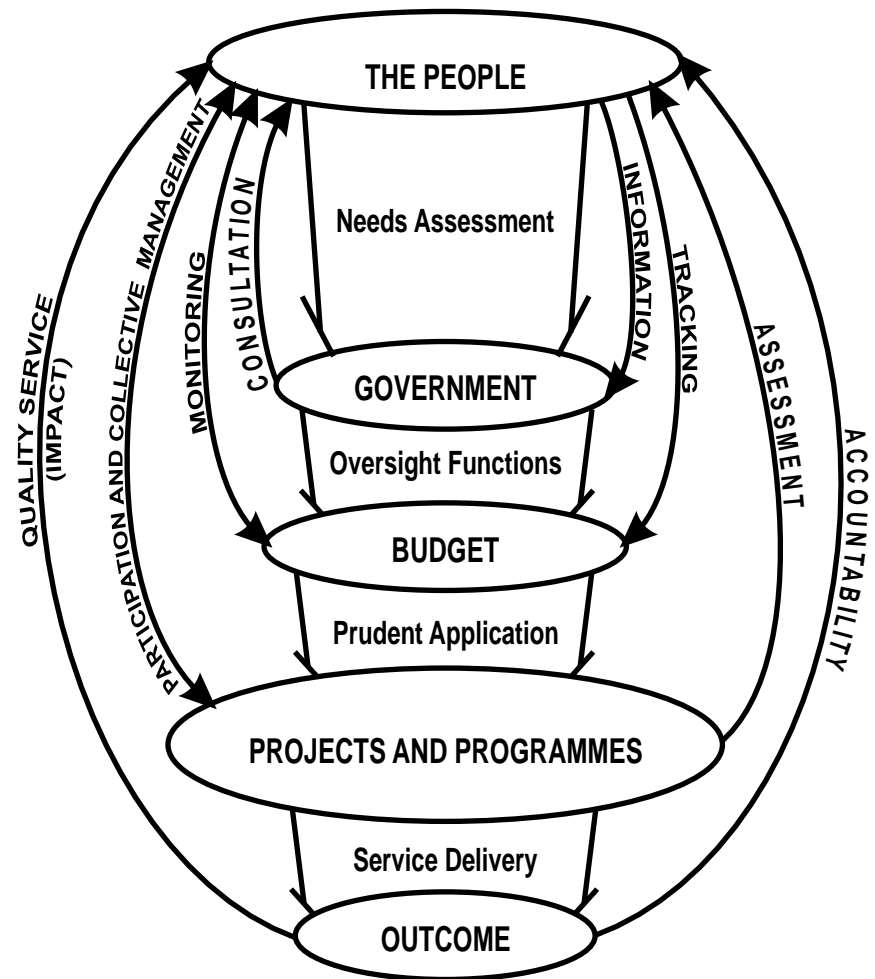 THE PEOPLE
Needs Assessment
GOVERNMENT
Oversight Functions
BUDGET
Prudent Application
PROJECTS AND PROGRAMMES
Service Delivery
OUTCOME
QUALITY SERVICE
(IMPACT)
PARTICIPATION AND COLLECTIVE MANAGEMENT
MONITORING
CONSULTATION
INFORMATION
TRACKING
ASSESSMENT
ACCOUNTABILITY